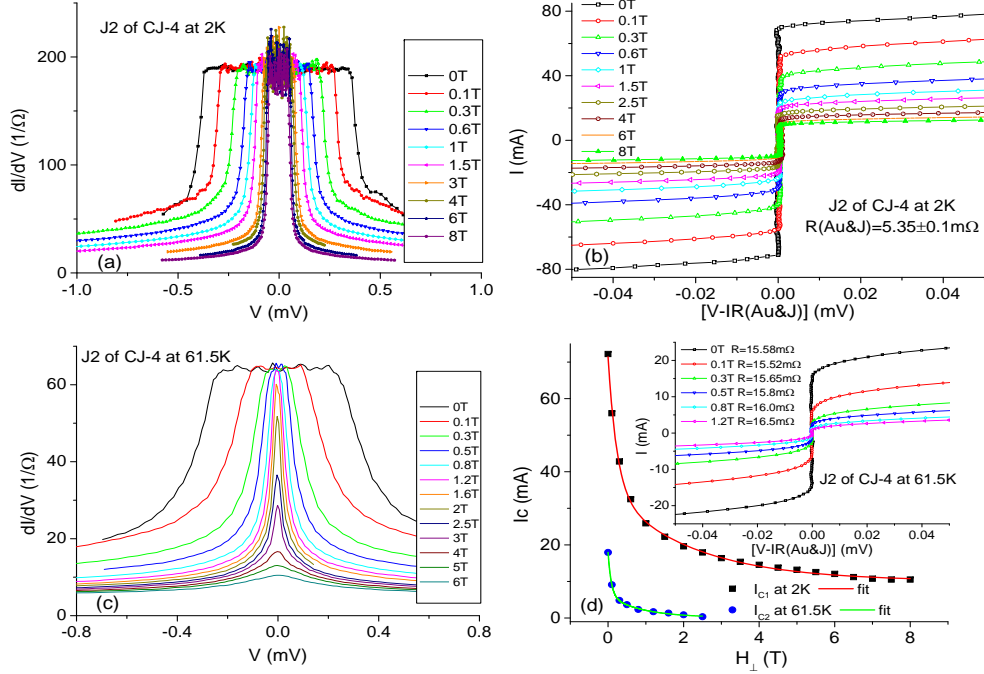 J2 of CJ-4 at 2K
200
100
0
dI/dV (1/Ω)
-1.0
-0.5
0.0
0.5
1.0
V (mV)
(a)
0T
0.1T
0.3T
0.6T
1T
1.5T
3T
4T
6T
8T
80
40
0
-40
-80
I (mA)
0T
0.1T
0.3T
0.6T
1T
1.5T
2.5T
4T
6T
8T
J2 of CJ-4 at 2K
R(Au&J)=5.35±0.1mΩ
(b)
-0.04
-0.02
0.00
0.02
0.04
[V-IR(Au&J)] (mV)
J2 of CJ-4 at 61.5K
60
40
20
0
dI/dV (1/Ω)
-0.8
-0.4
0.0
0.4
0.8
V (mV)
(c)
0T
0.1T
0.3T
0.5T
0.8T
1.2T
1.6T
2T
2.5T
3T
4T
5T
6T
80
60
40
20
0
Ic (mA)
0
2
4
6
8
H⊥ (T)
(d)
IC1 at 2K fit
IC2 at 61.5K fit
0T R=15.58mΩ
0.1T R=15.52mΩ
0.3T R=15.65mΩ
0.5T R=15.8mΩ
0.8T R=16.0mΩ
1.2T R=16.5mΩ
20
10
0
-10
-20
I (mA)
J2 of CJ-4 at 61.5K
-0.04
-0.02
0.00
0.02
0.04
[V-IR(Au&J)] (mV)